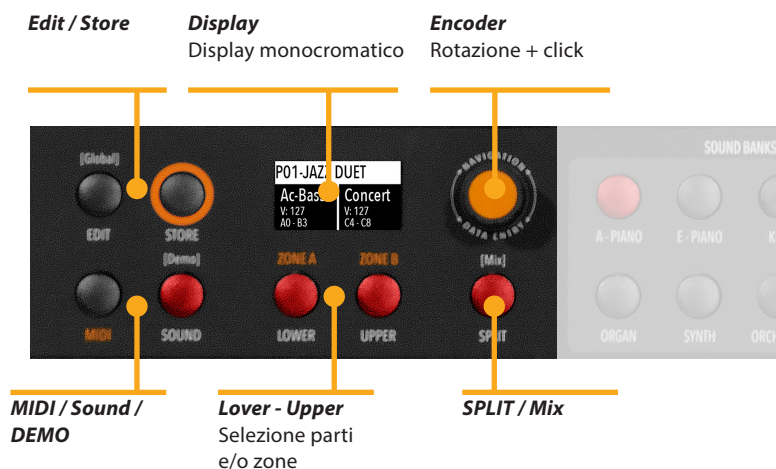 Edit / Store
Display
Display monocromatico
Encoder
Rotazione + click
[Global]
EDIT
STORE
P01-JAZZ DUET
Ac-Bas
V: 127
A0 - B3
Concert
V: 127
C4 - C8
NAVIGATION
DATA ENTRY
SOUND BANKS
A - PIANO
E - PIANO
K
[Demo]
ZONE A
ZONE B
[Mix]
MIDI
SOUND
LOWER
UPPER
SPLIT
ORGAN
SYNTH
ORCH
MIDI / Sound /
DEMO
Lover - Upper
Selezione parti
e/o zone
SPLIT / Mix